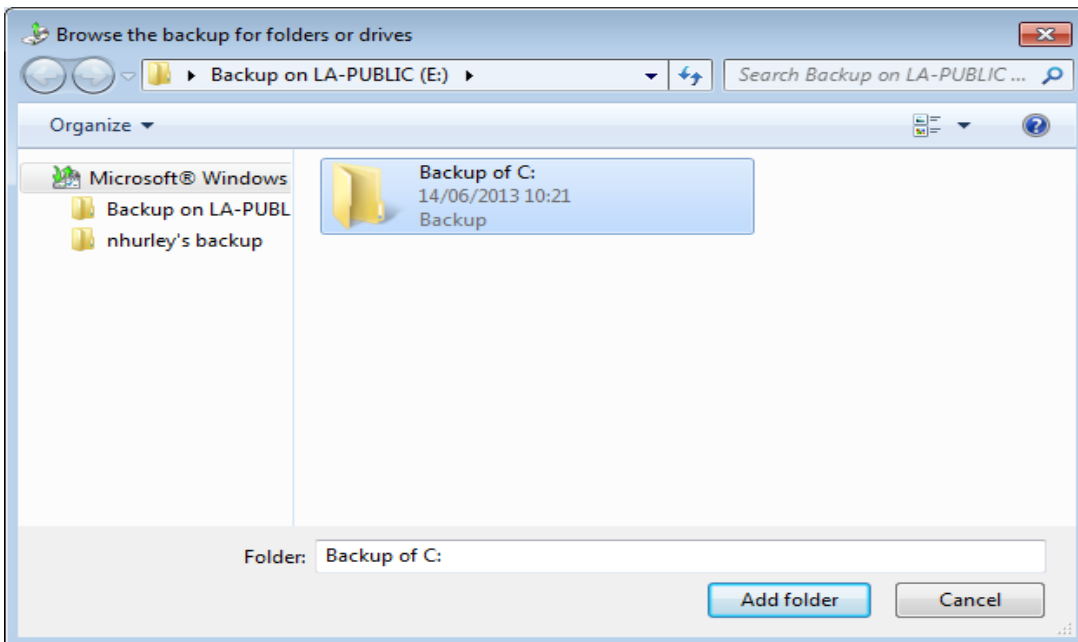 Browse the backup for folders or drives
Backup on LA-PUBLIC (E:)
Search Backup on LA-PUBLIC ...
Organize
Microsoft® Windows
Backup on LA-PUBL
nhurley's backup
Backup of C:
14/06/2013 10:21
Backup
Folder: Backup of C:
Add folder Cancel